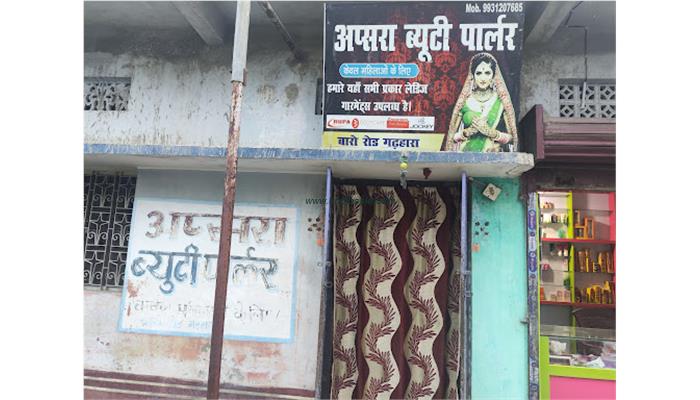 Mob. 9931207685
अप्सरा ब्यूटी पार्लर
केवल महिलाओं के लिए
हमारे यहाँ सभी प्रकार लेडिज
गारमेंट्स उपलब्ध है।
RUPA
JOCKEY
बारो रोड गढ़हारा
अप्सरा
ब्युटी पार्लर